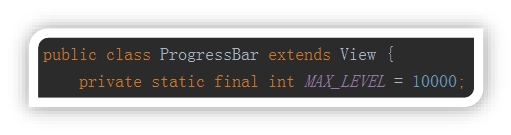 public class ProgressBar extends View {
private static final int MAX_LEVEL = 10000;